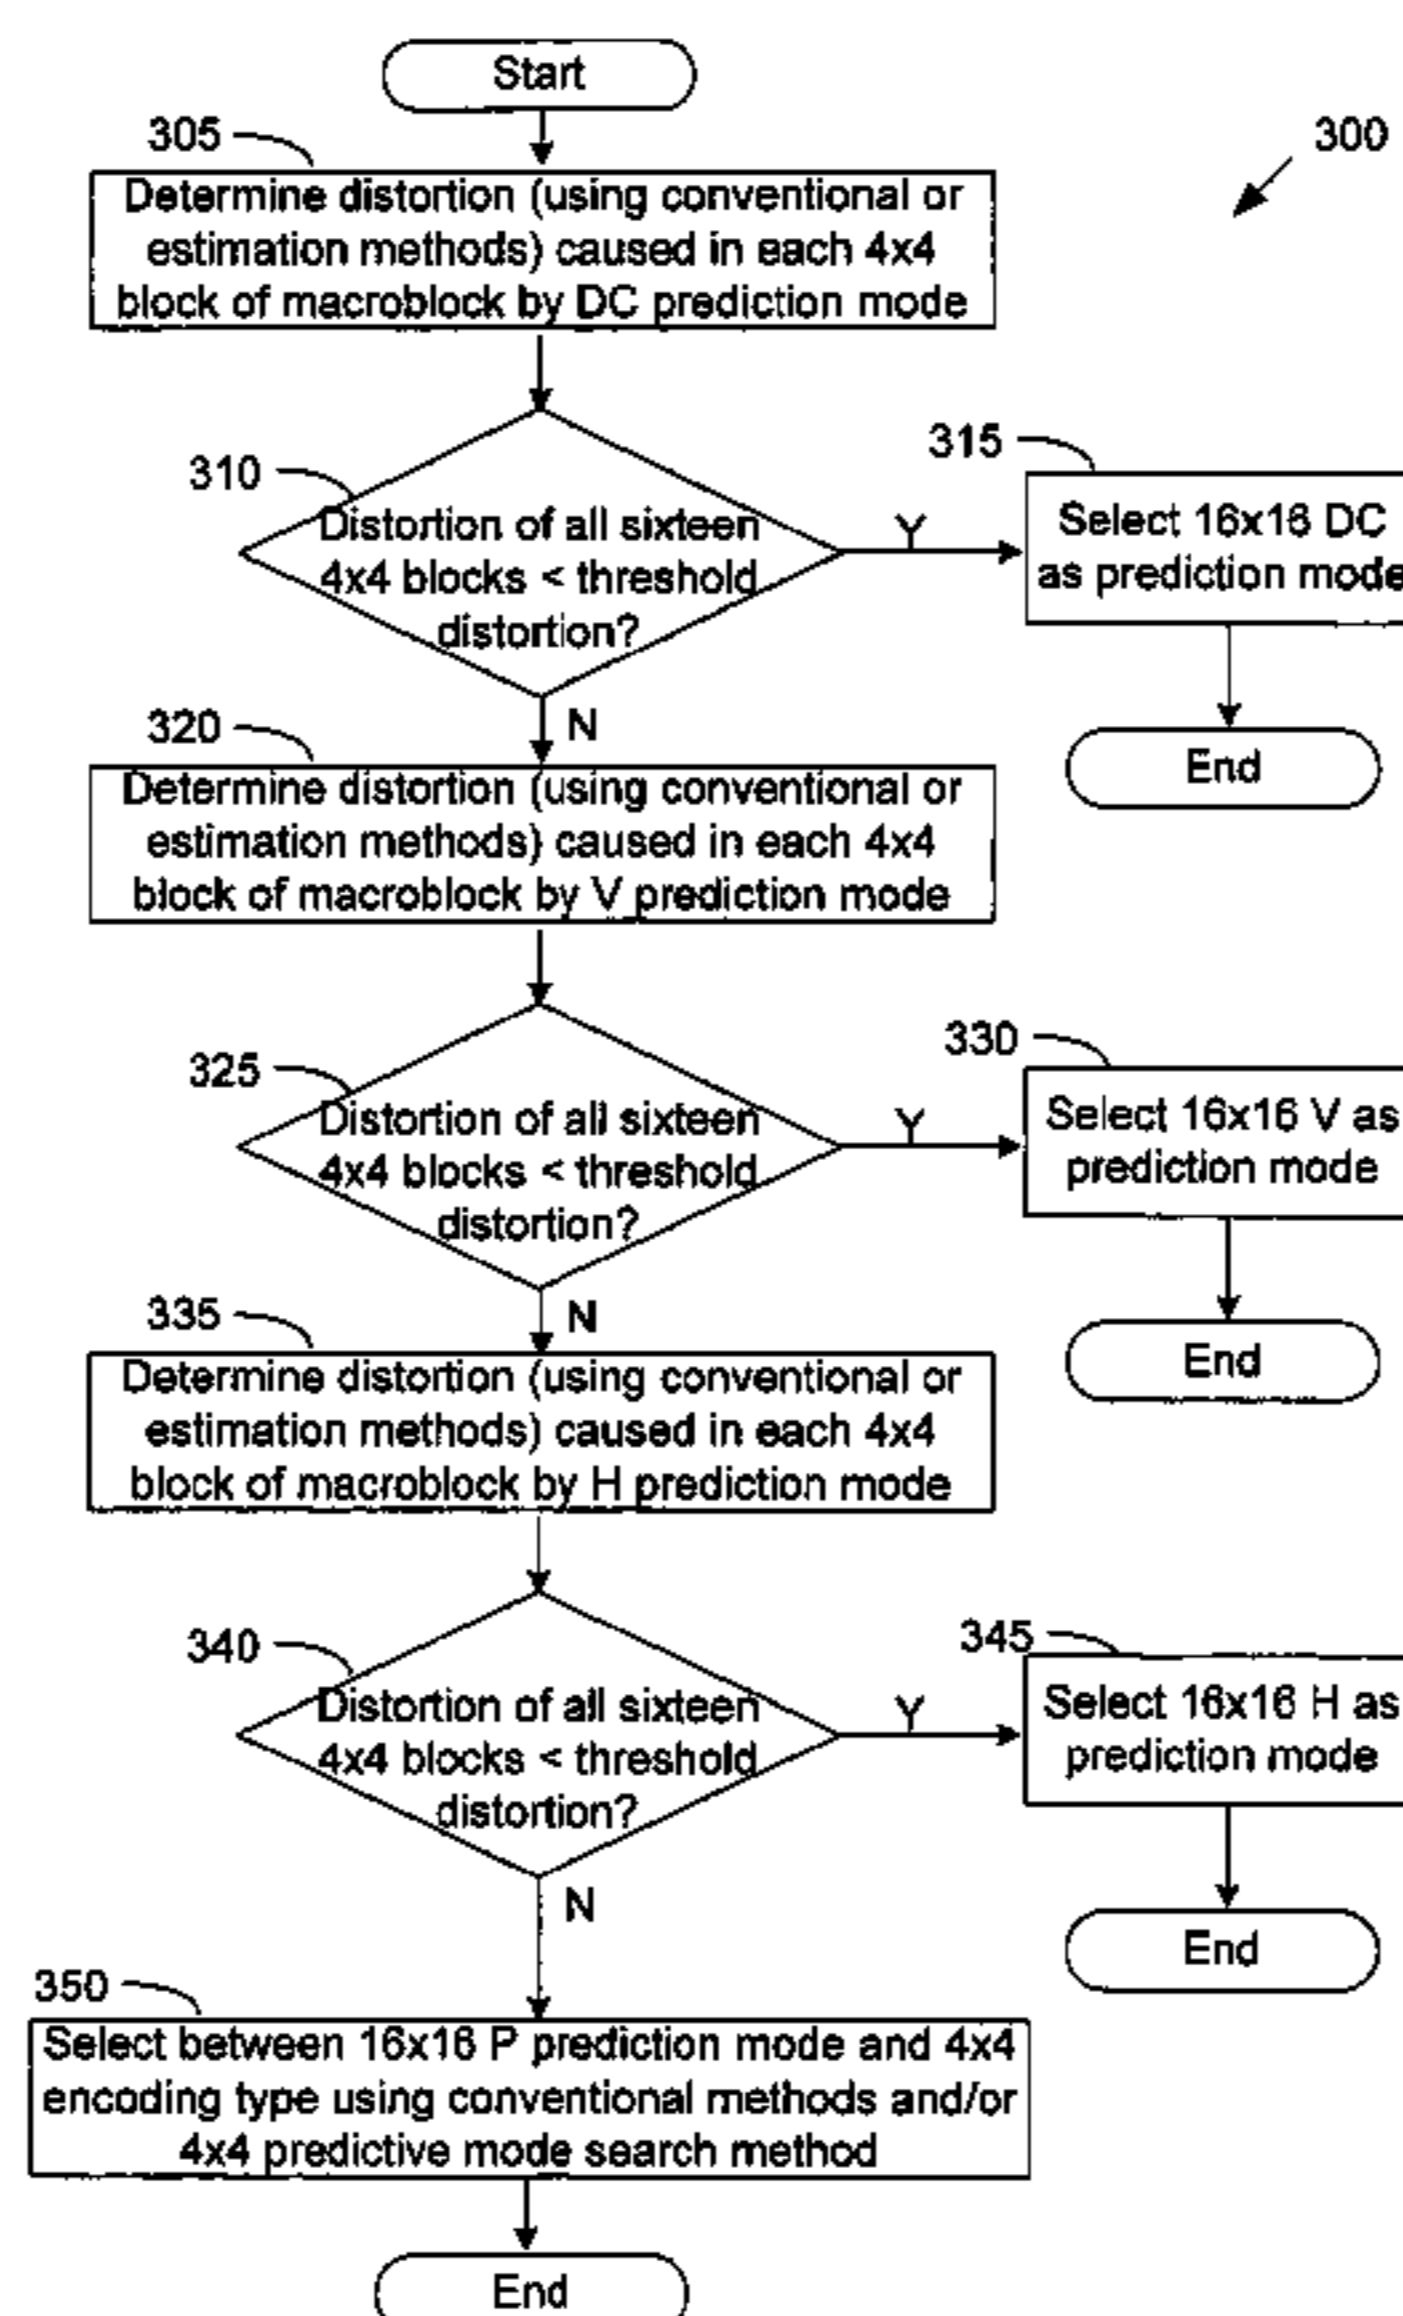 Start
300
305
Determine distortion (using conventional or
estimation methods) caused in each 4x4
block of macroblock by DC prediction mode
310
Distortion of all sixteen
4x4 blocks < threshold
distortion?
Y
315
Select 16x16 DC
as prediction mode
End
N
320
Determine distortion (using conventional or
estimation methods) caused in each 4x4
block of macroblock by V prediction mode
325
Distortion of all sixteen
4x4 blocks < threshold
distortion?
Y
330
Select 16x16 V as
prediction mode
End
N
335
Determine distortion (using conventional or
estimation methods) caused in each 4x4
block of macroblock by H prediction mode
340
Distortion of all sixteen
4x4 blocks < threshold
distortion?
Y
345
Select 16x16 H as
prediction mode
End
N
350
Select between 16x16 P prediction mode and 4x4
encoding type using conventional methods and/or
4x4 predictive mode search method
End